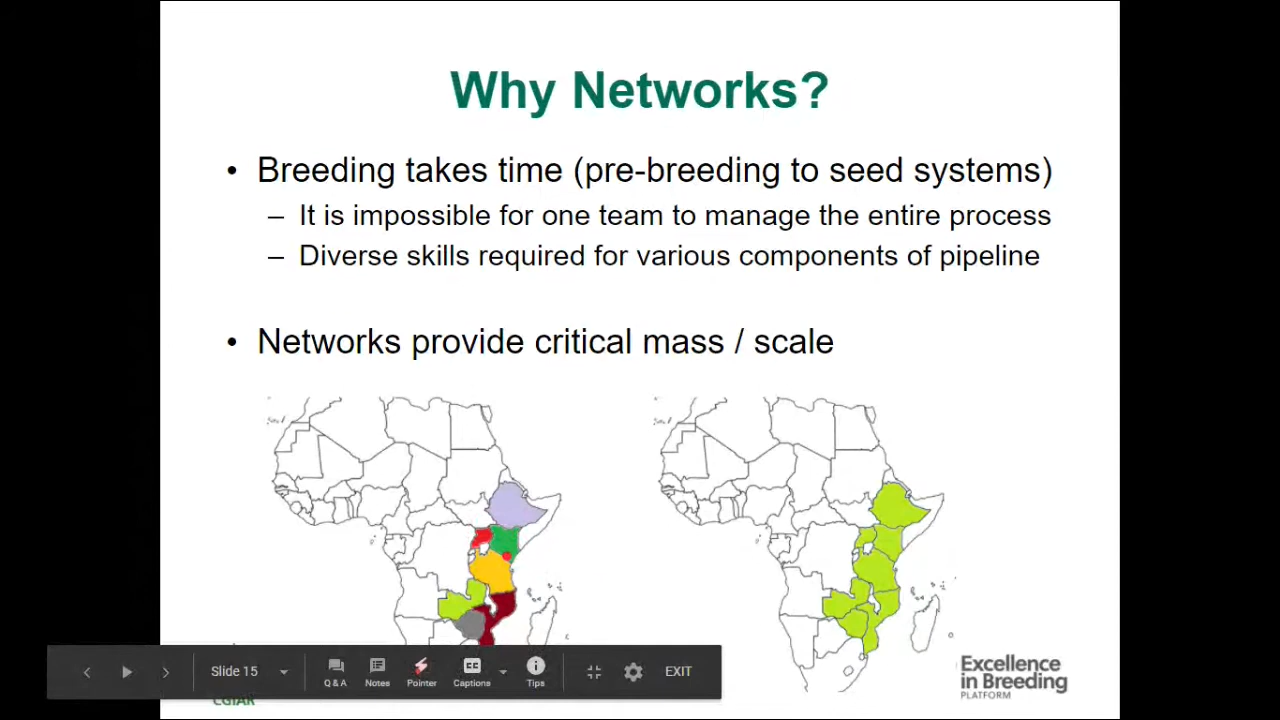 Why Networks?
• Breeding takes time (pre-breeding to seed systems)
– It is impossible for one team to manage the entire process
– Diverse skills required for various components of pipeline
• Networks provide critical mass / scale
Slide 15
Q & A
Notes
Pointer
Captions
Tips
EXIT
CGIAR
Excellence
in Breeding
PLATFORM